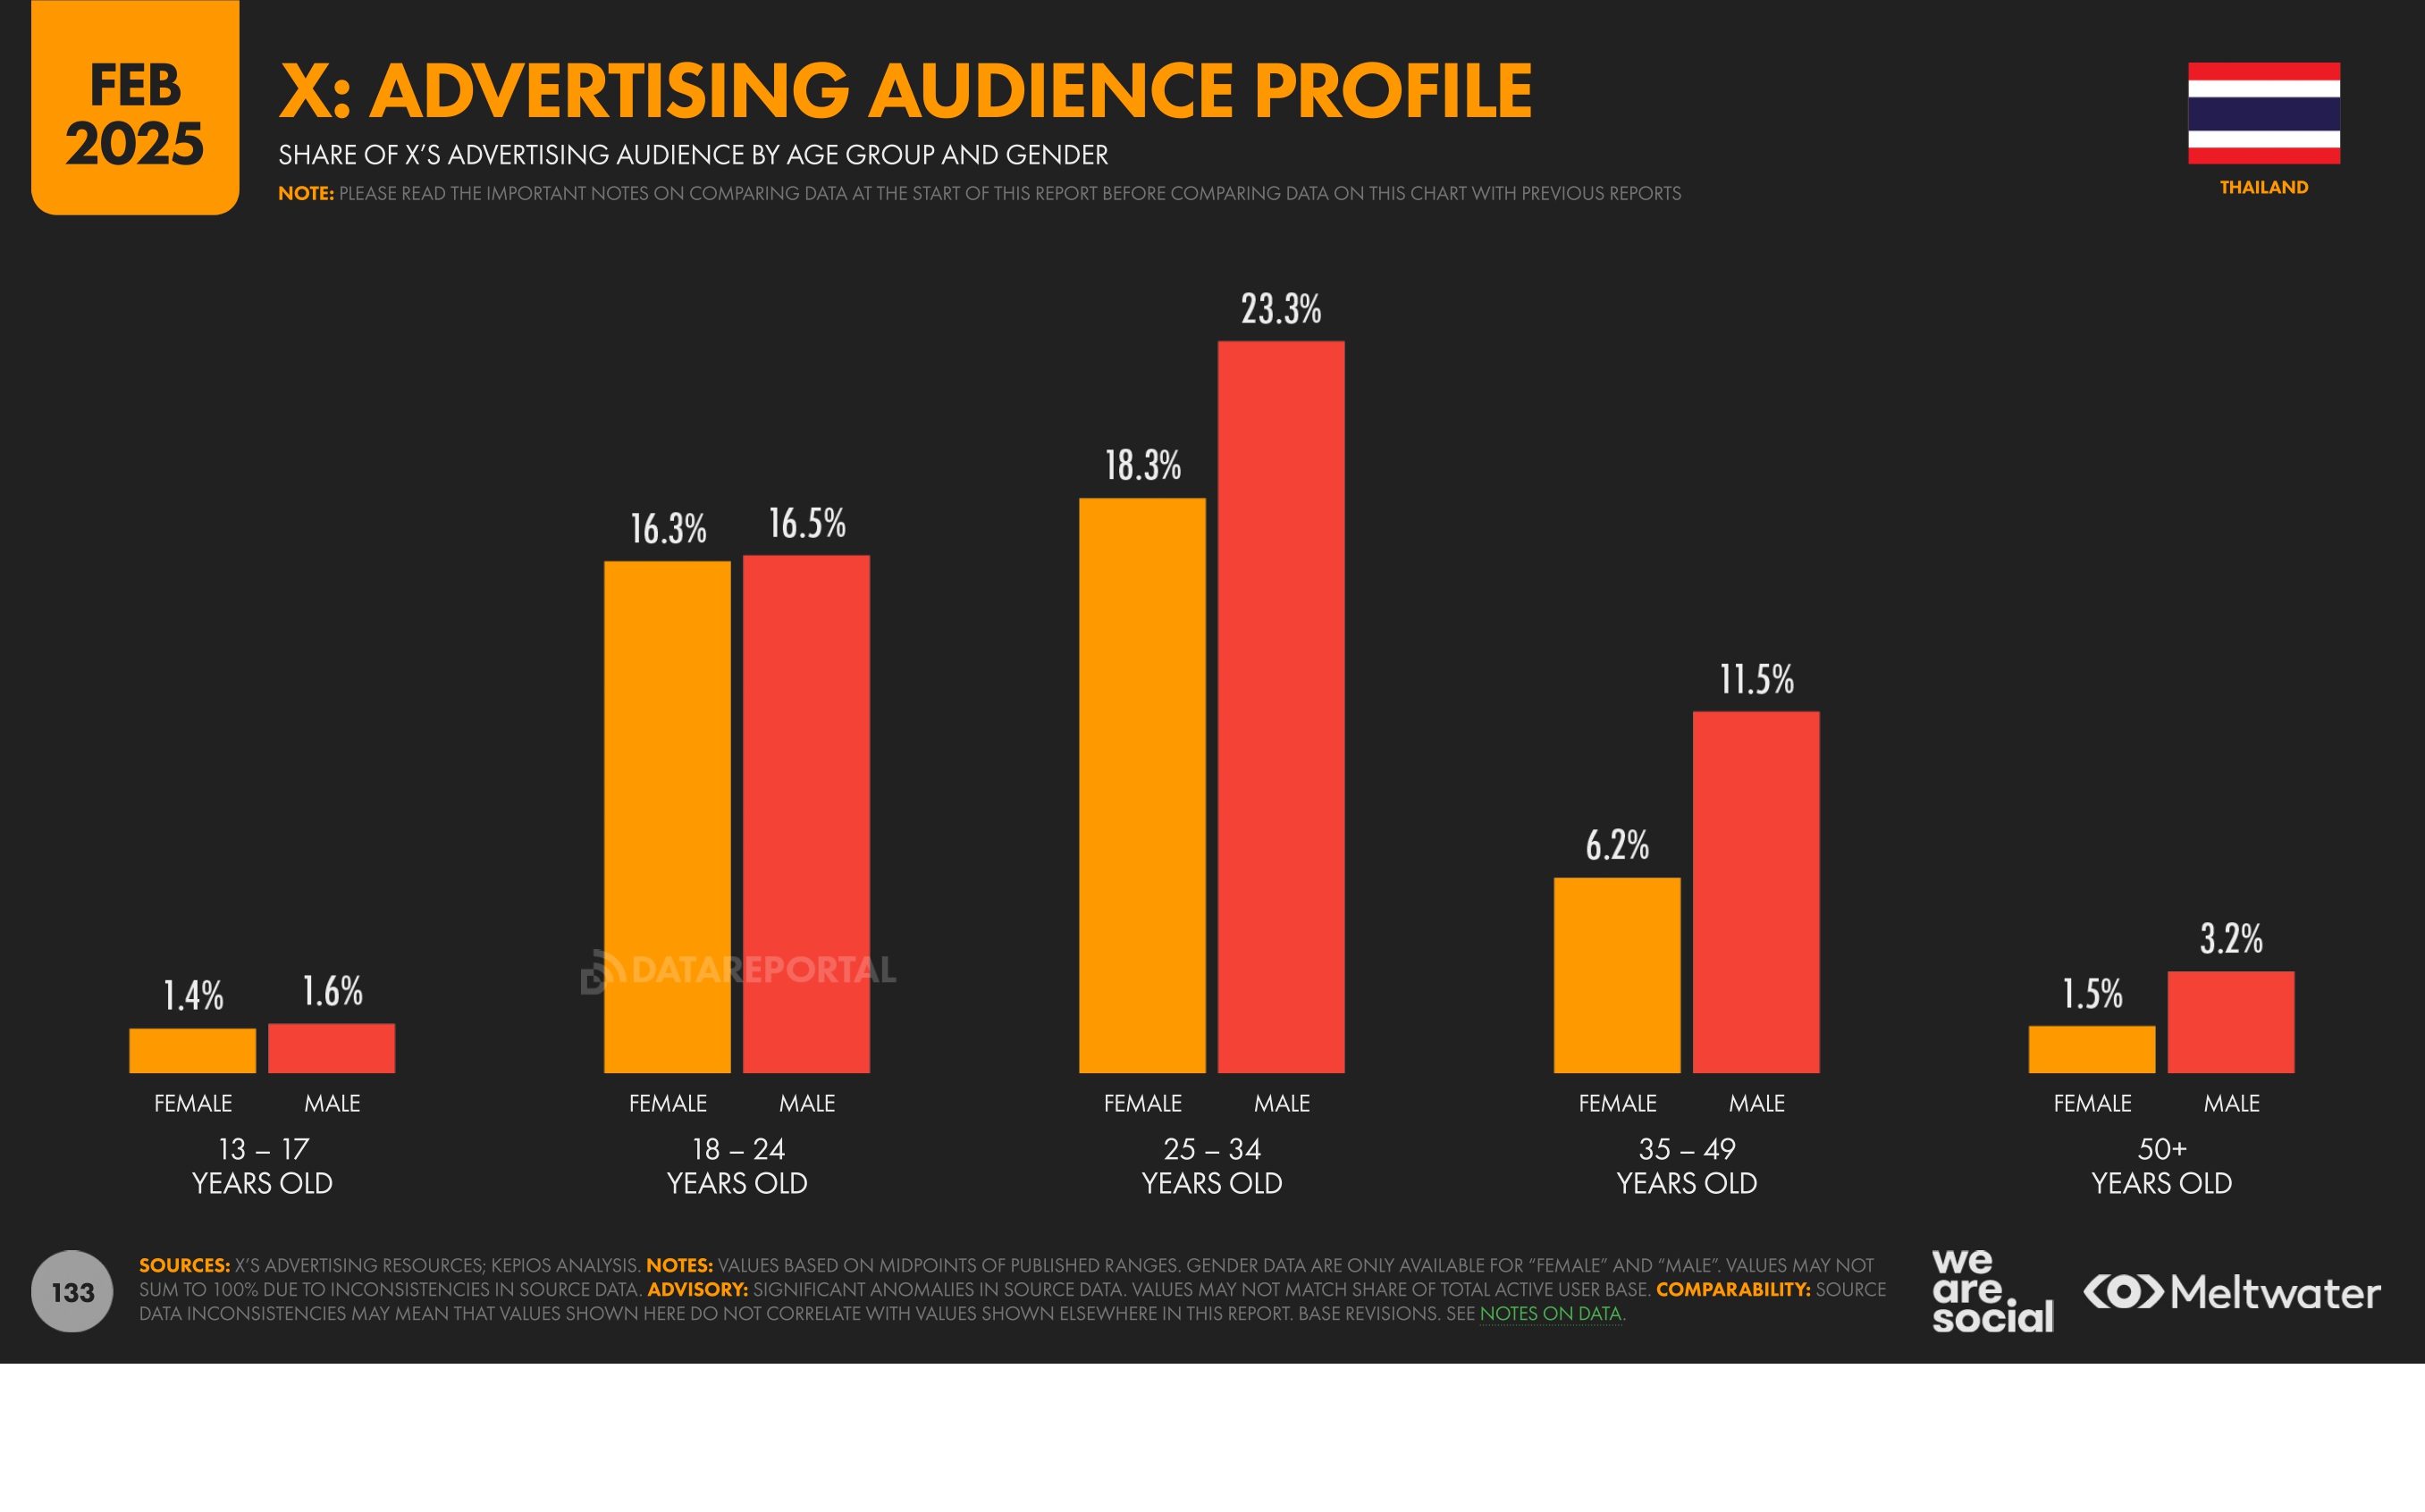 FEB
2025
X: ADVERTISING AUDIENCE PROFILE
SHARE OF X'S ADVERTISING AUDIENCE BY AGE GROUP AND GENDER
NOTE: PLEASE READ THE IMPORTANT NOTES ON COMPARING DATA AT THE START OF THIS REPORT BEFORE COMPARING DATA ON THIS CHART WITH PREVIOUS REPORTS
THAILAND
1.4%
1.6%
16.3%
16.5%
18.3%
23.3%
6.2%
11.5%
1.5%
3.2%
DATAREPORTAL
FEMALE MALE FEMALE MALE FEMALE MALE FEMALE MALE FEMALE MALE
13 – 17
YEARS OLD
18 – 24
YEARS OLD
25 – 34
YEARS OLD
35 – 49
YEARS OLD
50+
YEARS OLD
133
SOURCES: X'S ADVERTISING RESOURCES; KEPIOS ANALYSIS. NOTES: VALUES BASED ON MIDPOINTS OF PUBLISHED RANGES. GENDER DATA ARE ONLY AVAILABLE FOR "FEMALE" AND "MALE". VALUES MAY NOT
SUM TO 100% DUE TO INCONSISTENCIES IN SOURCE DATA. ADVISORY: SIGNIFICANT ANOMALIES IN SOURCE DATA. VALUES MAY NOT MATCH SHARE OF TOTAL ACTIVE USER BASE. COMPARABILITY: SOURCE
DATA INCONSISTENCIES MAY MEAN THAT VALUES SHOWN HERE DO NOT CORRELATE WITH VALUES SHOWN ELSEWHERE IN THIS REPORT. BASE REVISIONS. SEE NOTES ON DATA.
we
are
social
Meltwater